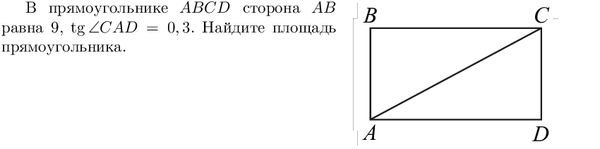 В прямоугольнике ABCD сторона AB
равна 9, tg ∠CAD = 0,3. Найдите площадь
прямоугольника.
B
C
A
D